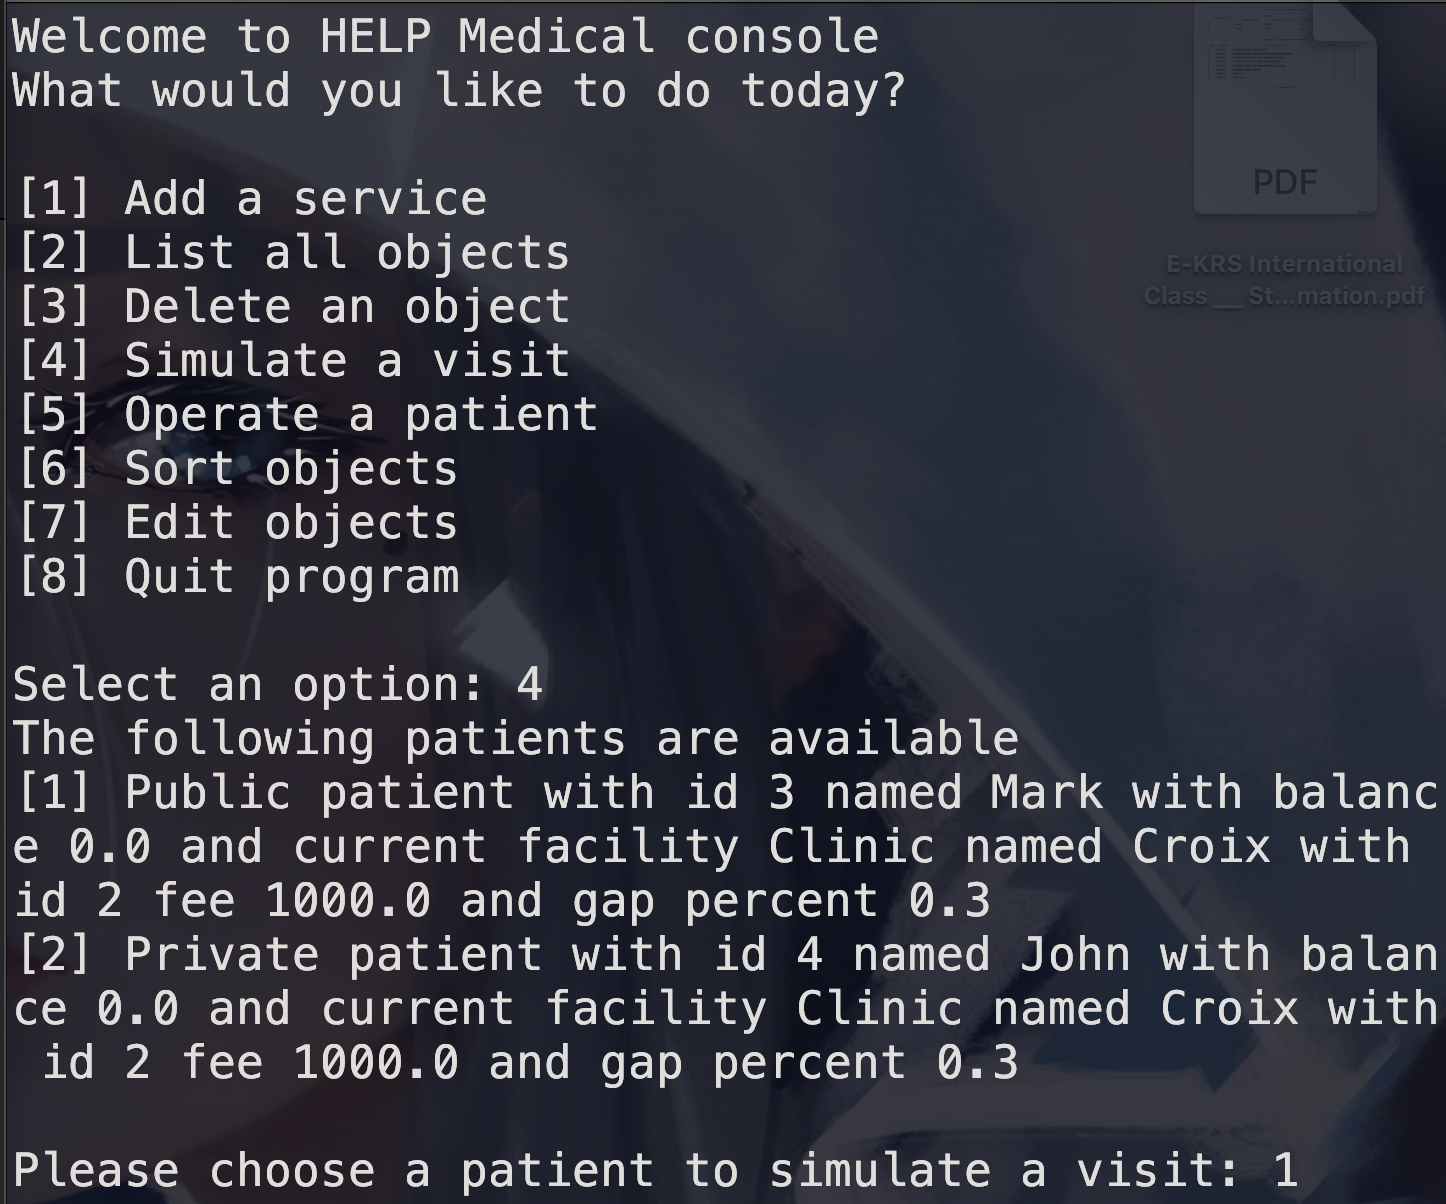 Welcome to HELP Medical console
What would you like to do today?
[1] Add a service
[2] List all objects
[3] Delete an object
[4] Simulate a visit
[5] Operate a patient
[6] Sort objects
[7] Edit objects
[8] Quit program
Select an option: 4
The following patients are available
[1] Public patient with id 3 named Mark with balanc
e 0.0 and current facility Clinic named Croix with
id 2 fee 1000.0 and gap percent 0.3
[2] Private patient with id 4 named John with balan
ce 0.0 and current facility Clinic named Croix with
 id 2 fee 1000.0 and gap percent 0.3
Please choose a patient to simulate a visit: 1
PDF
E-KRS International
Class __ St...mation.pdf